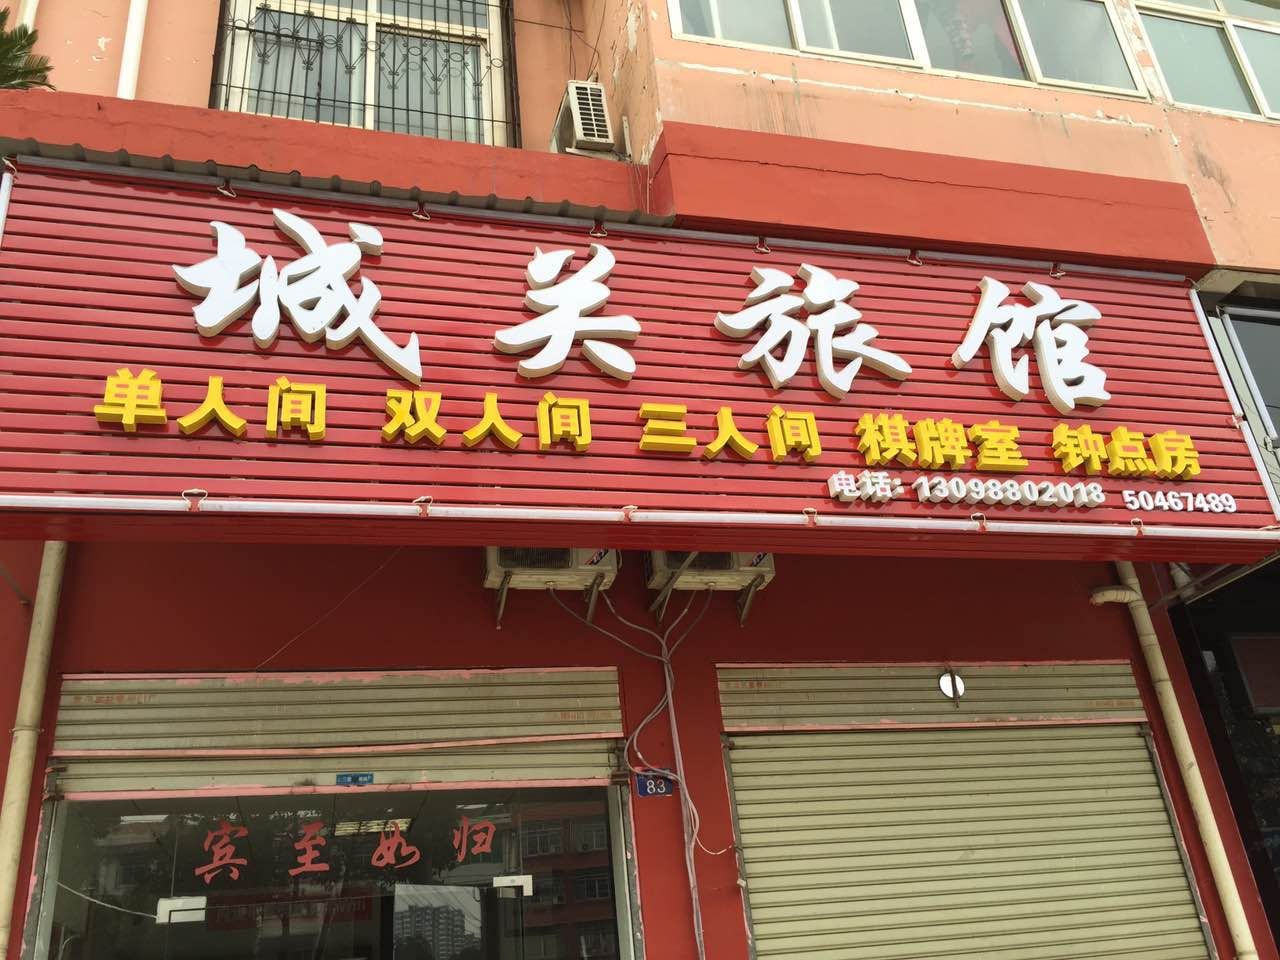 城关旅馆
单人间 双人间 三人间 棋牌室 钟点房
电话: 13098802018 50467489
83
宾至如归